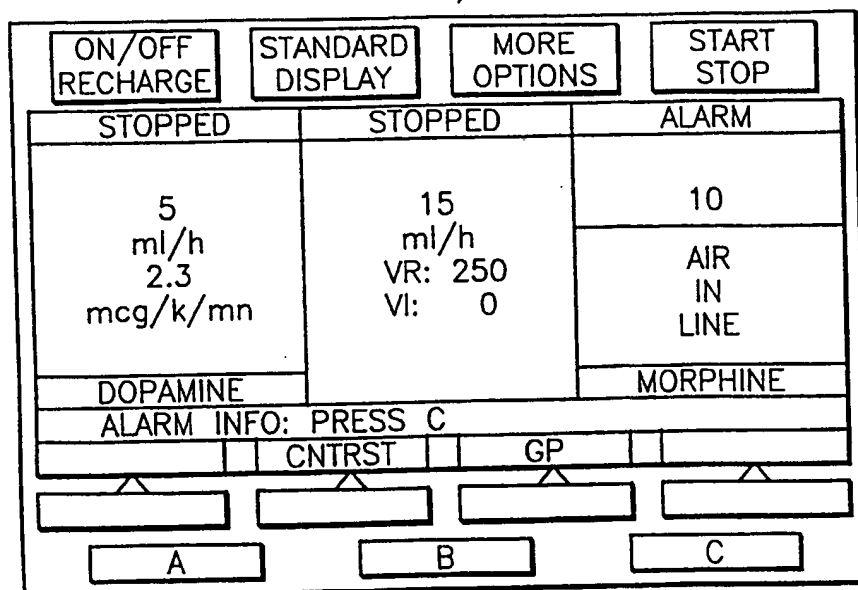 ON/OFF
RECHARGE
STANDARD
DISPLAY
MORE
OPTIONS
START
STOP
STOPPED
STOPPED
ALARM
5
ml/h
2.3
mcg/k/mn
DOPAMINE
15
ml/h
VR: 250
VI: 0
10
AIR
IN
LINE
MORPHINE
ALARM INFO: PRESS C
CNTRST
GP
A
B
C